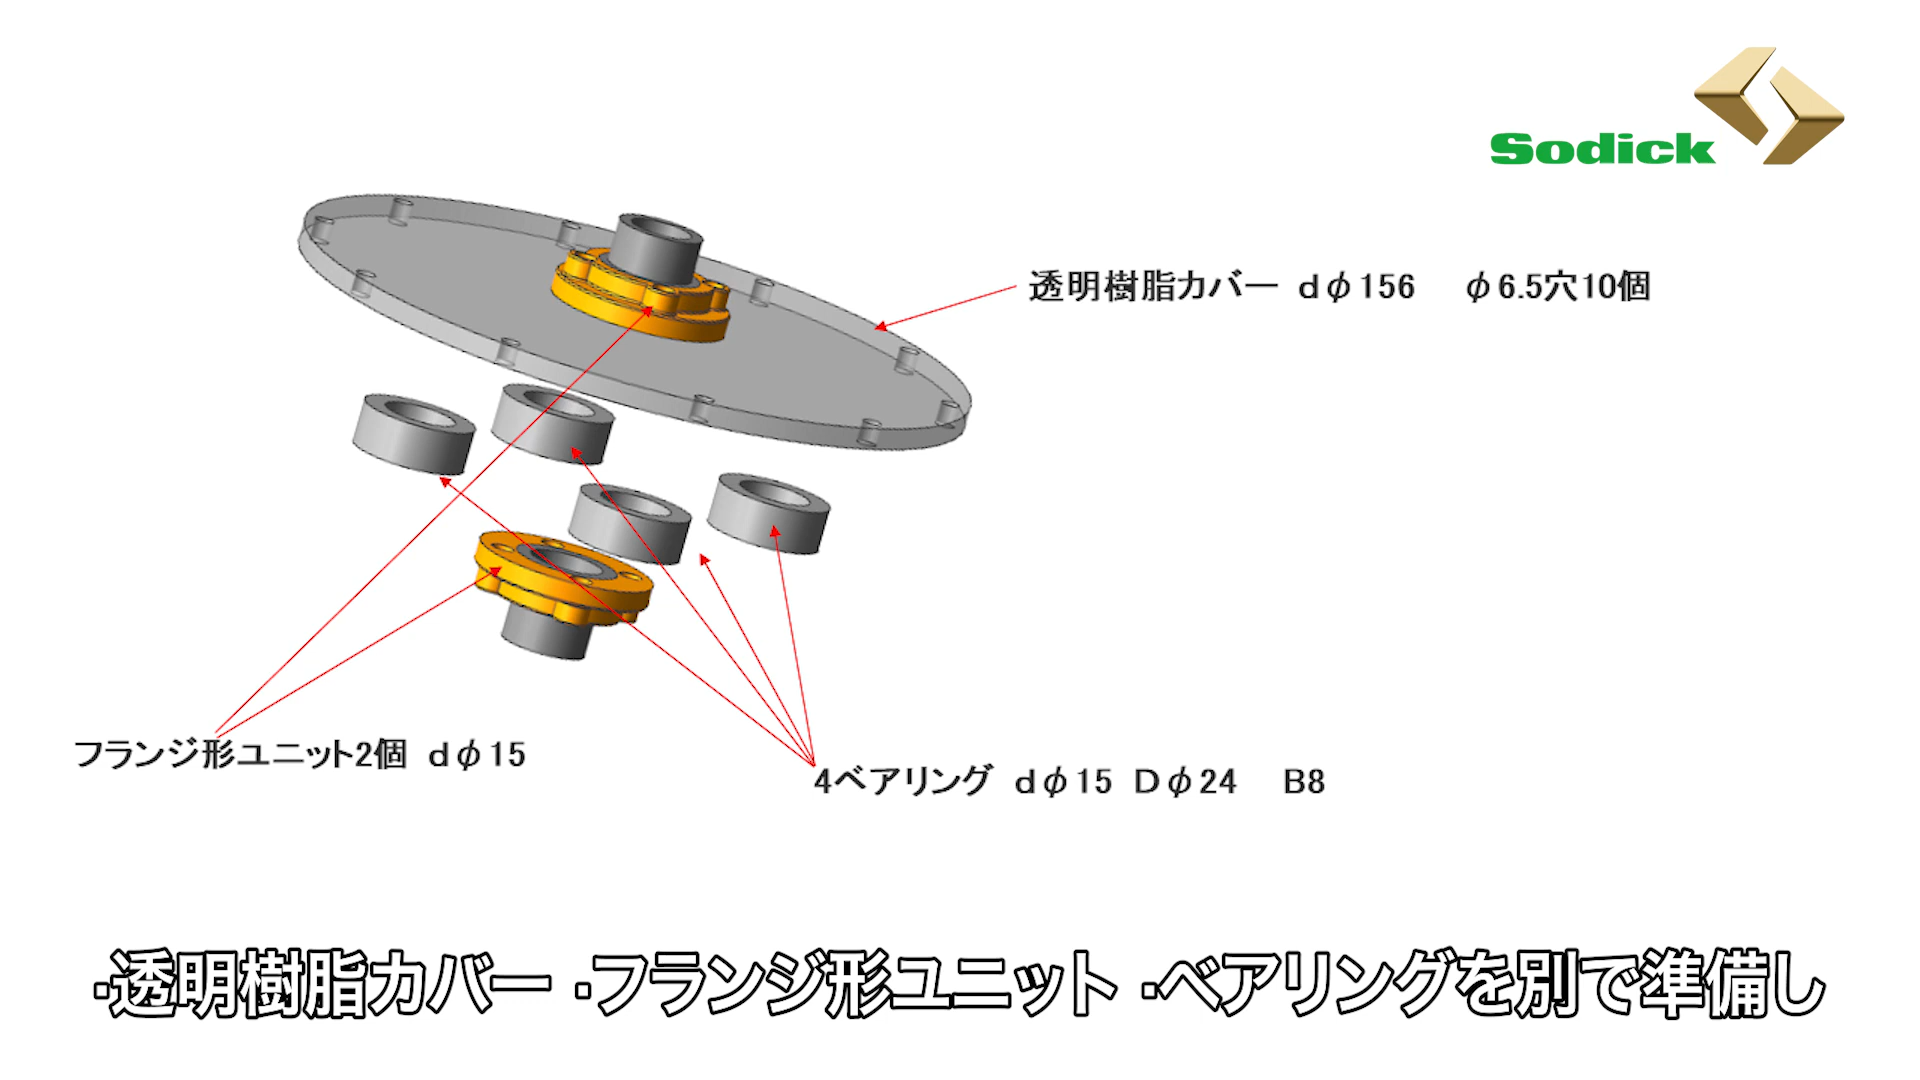 Sodick
透明樹脂カバー dφ156 φ6.5穴10個
フランジ形ユニット2個 dφ15
4ベアリング dφ15 Dφ24 B8
・透明樹脂カバー ・フランジ形ユニット ・ベアリングを別で準備し